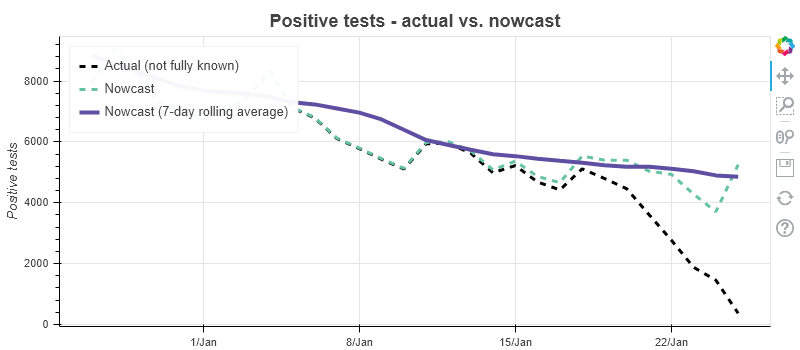 Positive tests - actual vs. nowcast
Actual (not fully known)
Nowcast
Nowcast (7-day rolling average)
Positive tests
8000
6000
4000
2000
0
1/Jan
8/Jan
15/Jan
22/Jan